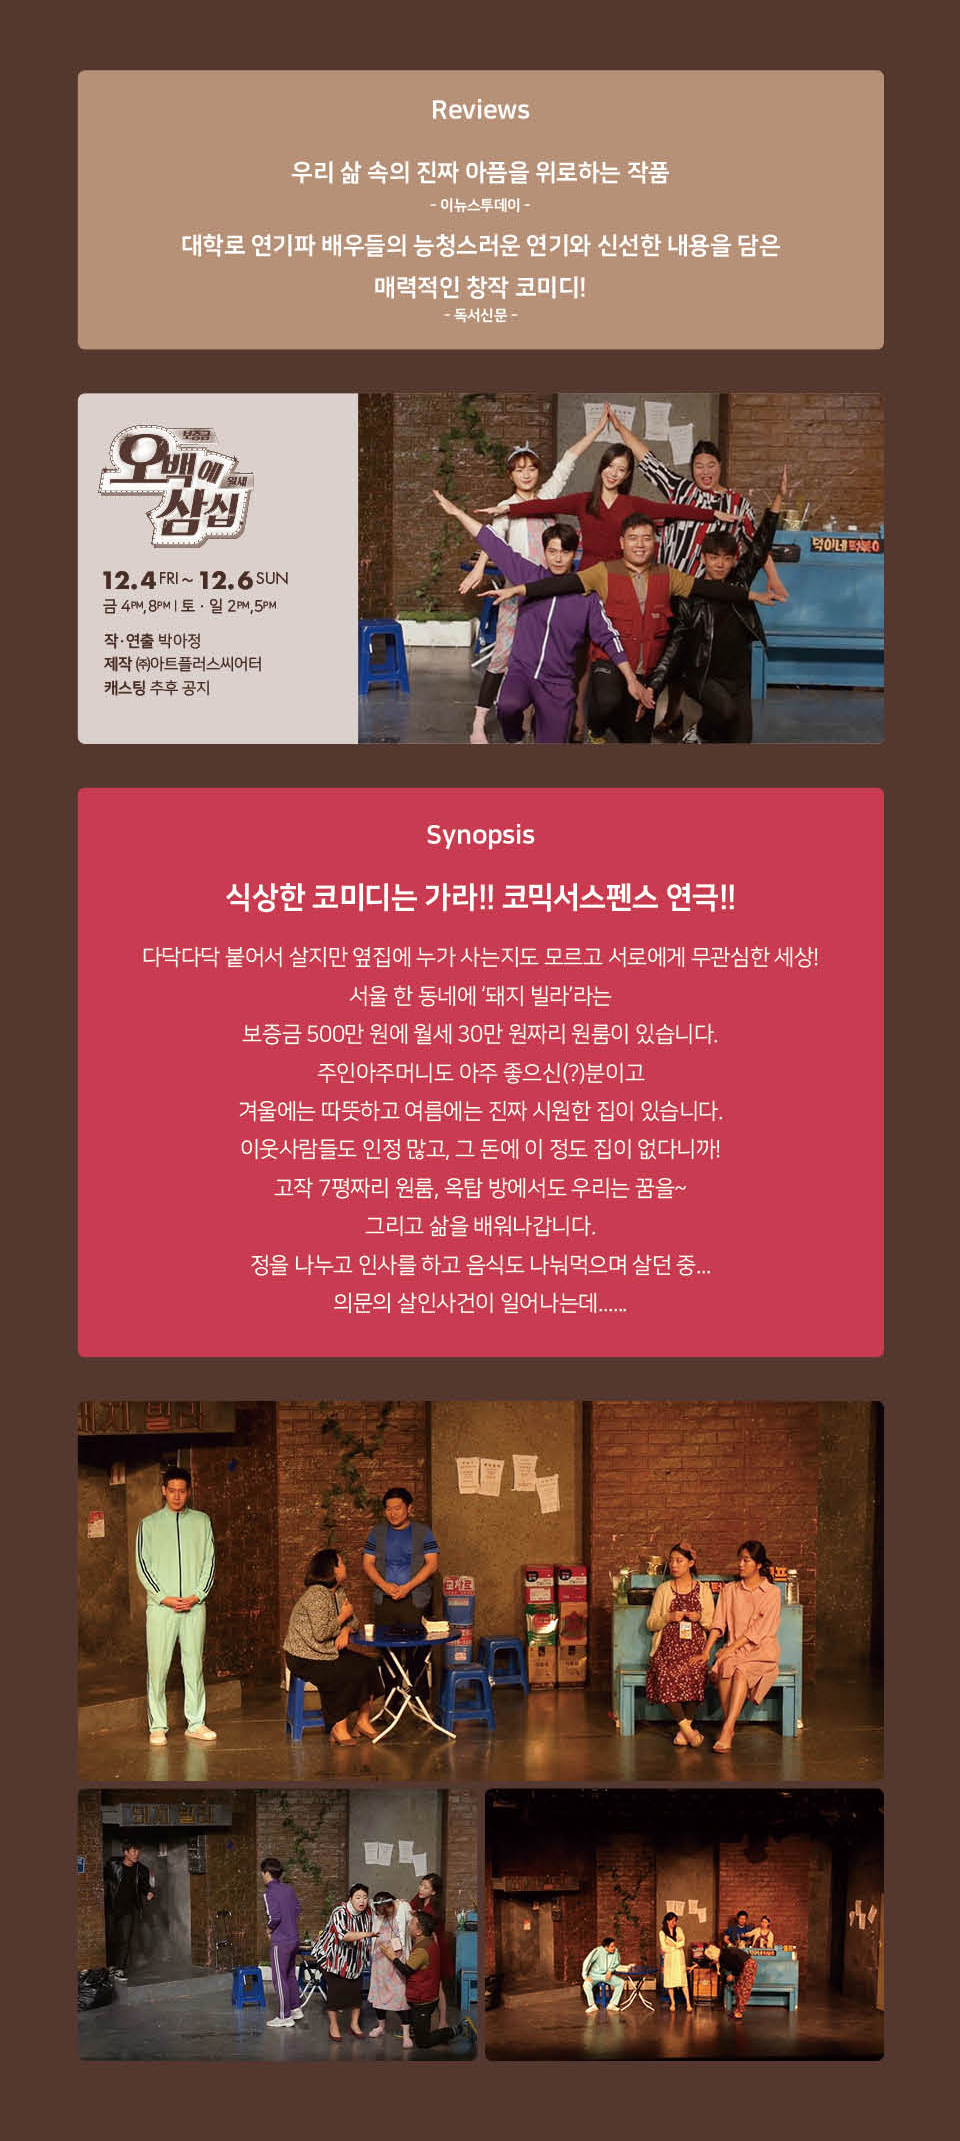 Reviews
우리 삶 속의 진짜 아픔을 위로하는 작품
- 이뉴스투데이 -
대학로 연기파 배우들의 능청스러운 연기와 신선한 내용을 담은
매력적인 창작 코미디!
- 독서신문 -
보증금
오백에
월세
삼십
12.4 FRI ~ 12.6 SUN
금 4PM, 8PM | 토 · 일 2PM, 5PM
작·연출 박아정
제작 ㈜아트플러스씨어터
캐스팅 추후 공지
덕이네떡볶이
Synopsis
식상한 코미디는 가라!! 코믹서스펜스 연극!!
다닥다닥 붙어서 살지만 옆집에 누가 사는지도 모르고 서로에게 무관심한 세상!
서울 한 동네에 ‘돼지 빌라’라는
보증금 500만 원에 월세 30만 원짜리 원룸이 있습니다.
주인아주머니도 아주 좋으신(?)분이고
겨울에는 따뜻하고 여름에는 진짜 시원한 집이 있습니다.
이웃사람들도 인정 많고, 그 돈에 이 정도 집이 없다니까!
고작 7평짜리 원룸, 옥탑 방에서도 우리는 꿈을~
그리고 삶을 배워나갑니다.
정을 나누고 인사를 하고 음식도 나눠먹으며 살던 중...
의문의 살인사건이 일어나는데......
돼지 빌라
돼지 빌라